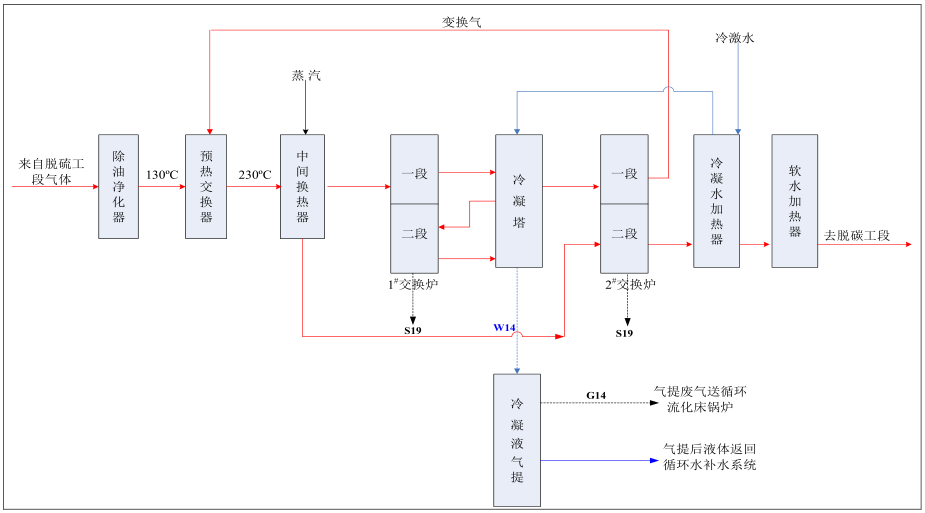 变换气
冷激水
蒸 汽
来自脱硫工
段气体
除油净化器
130ºC
预热交换器
230ºC
中间换热器
一段
二段
1#交换炉
S19
冷凝塔
W14
一段
二段
2#交换炉
S19
冷凝水加热器
软水加热器
去脱碳工段
冷凝液气提
G14
气提废气送循环
流化床锅炉
气提后液体返回
循环水补水系统